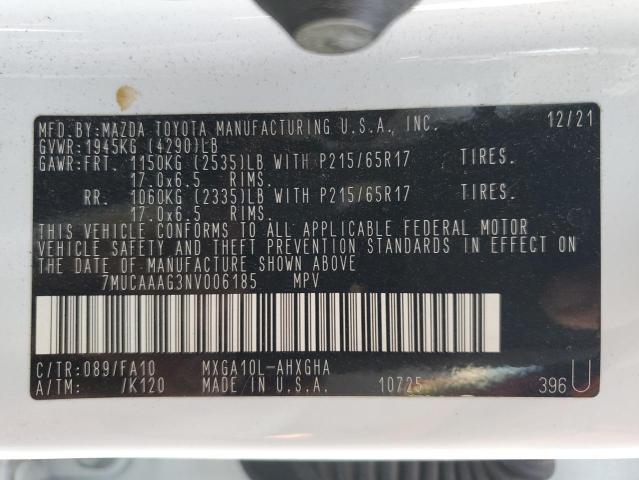 MFD.BY:MAZDA TOYOTA MANUFACTURING U.S.A., INC. 12/21
GVWR:1945KG (4290)LB
GAWR:FRT. 1150KG (2535)LB WITH P215/65R17 TIRES.
17.0x6.5 RIMS.
RR. 1060KG (2335)LB WITH P215/65R17 TIRES.
17.0x6.5 RIMS.
THIS VEHICLE CONFORMS TO ALL APPLICABLE FEDERAL MOTOR
VEHICLE SAFETY AND THEFT PREVENTION STANDARDS IN EFFECT ON
THE DATE OF MANUFACTURE SHOWN ABOVE.
7MUCAAAG3NV006185 MPV
C/TR:089/FA10 MXGA10L-AHXGHA
A/TM: /K120 MADE IN U.S.A. 10725 396U